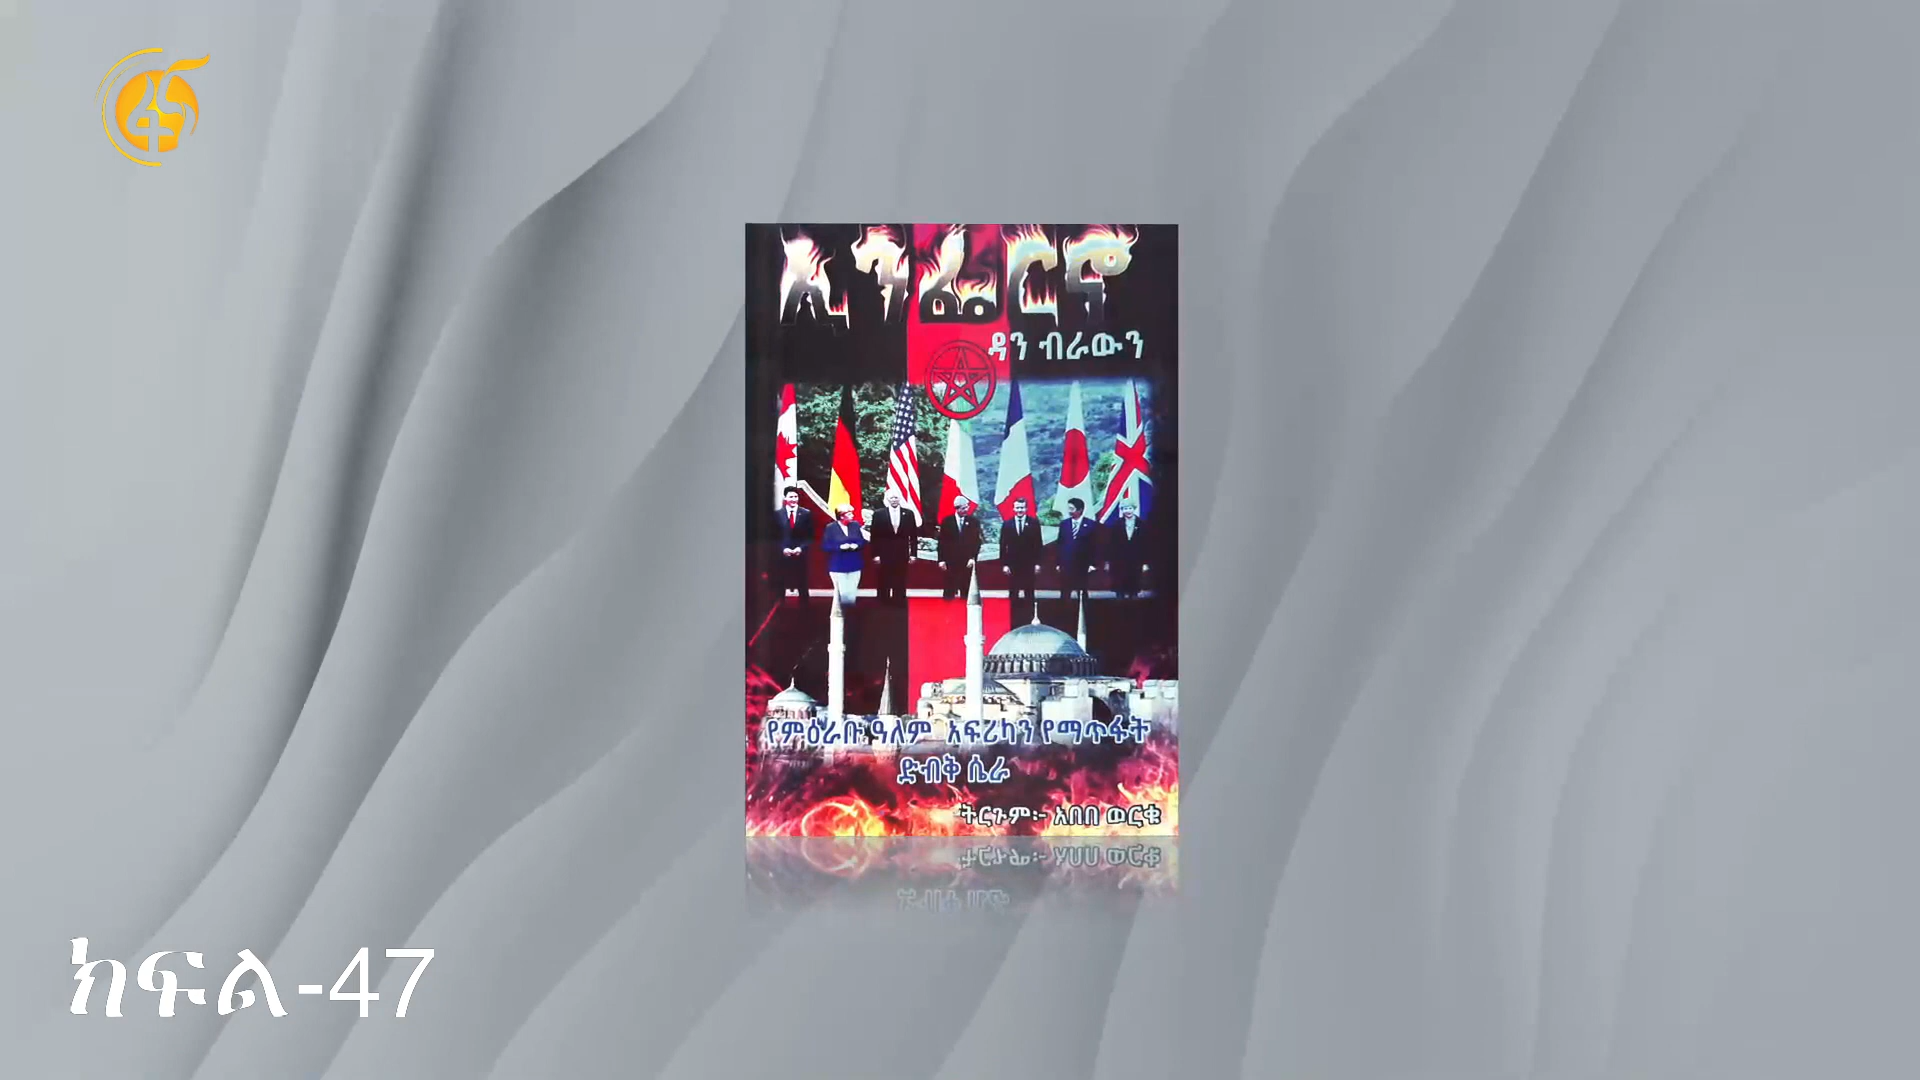 ኢንፈርኖ
ዳን ብራውን
የምዕራቡ ዓለም አፍሪካን የማጥፋት
ድብቅ ሴራ
ትርጉም፡- አበበ ወርቁ
ክፍል-47